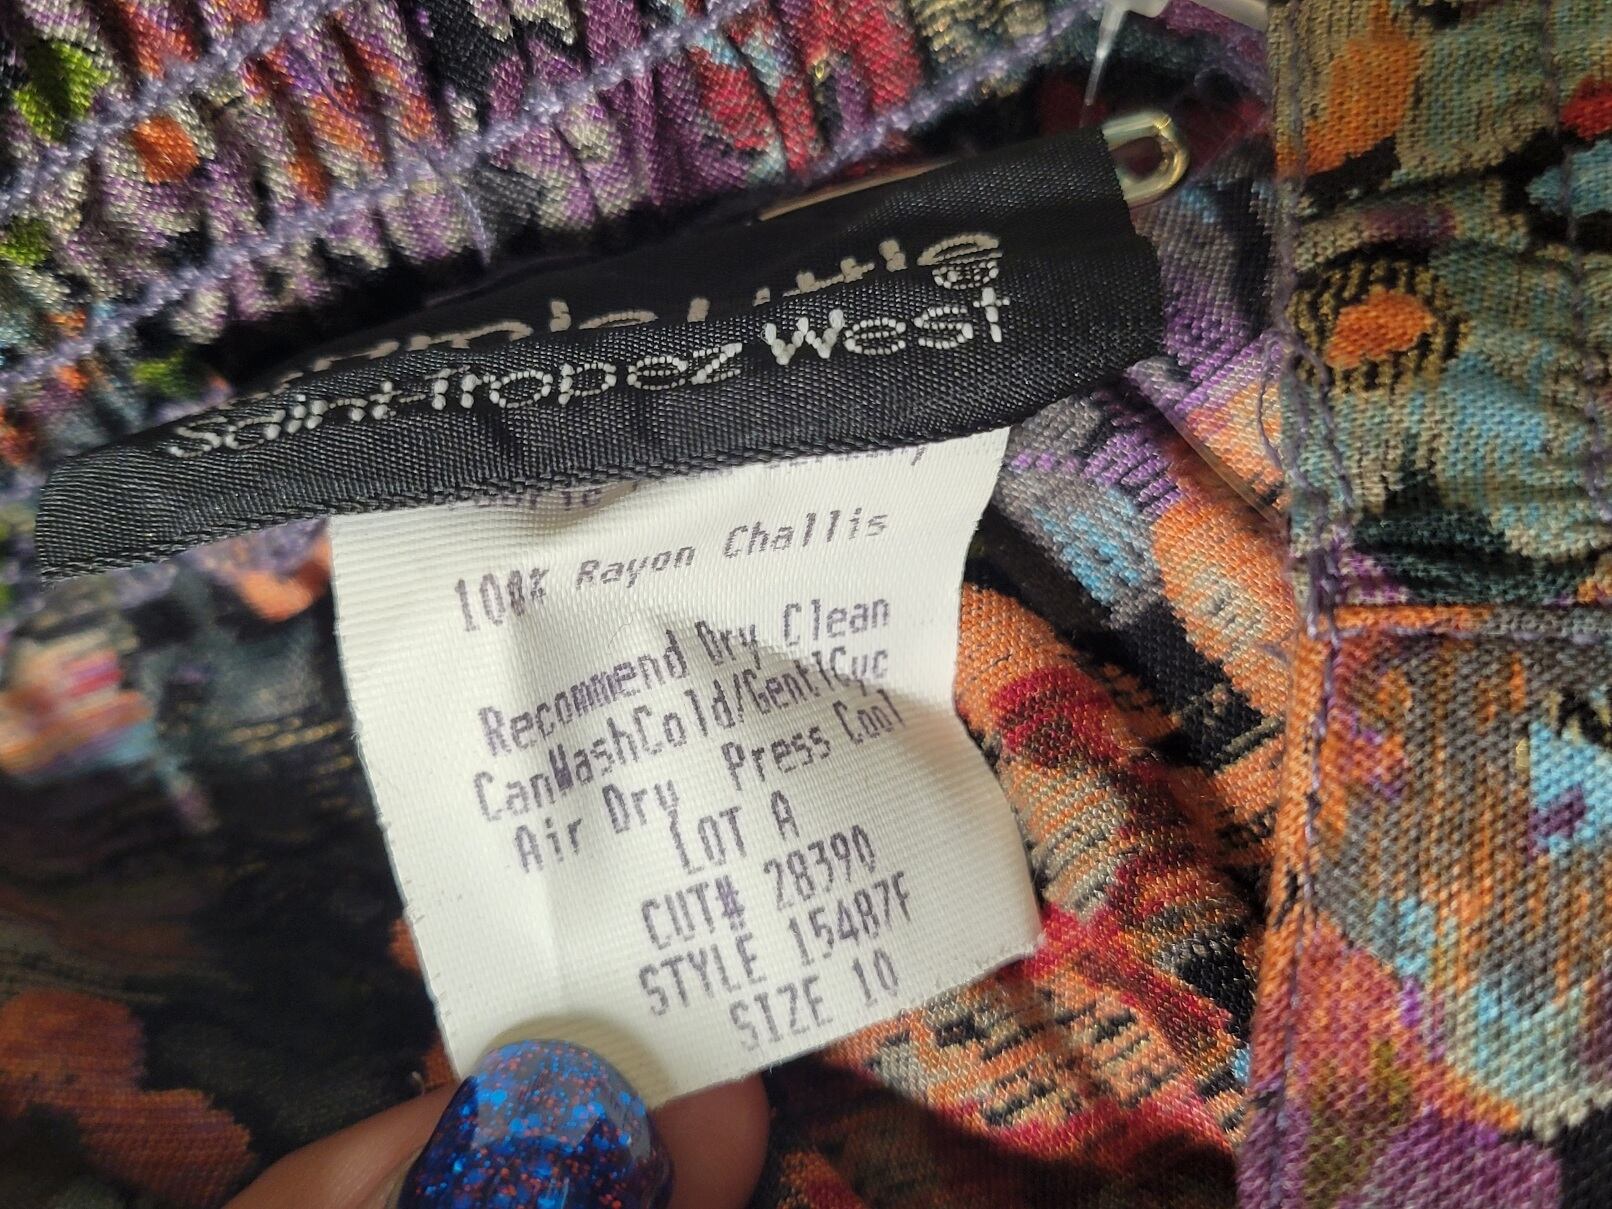 Saint-Tropez West
100% Rayon Challis
Recommend Dry Clean
CanWashCold/GentlCyc
Air Dry Press Cool
LOT A
CUT# 28390
STYLE 15487F
SIZE 10